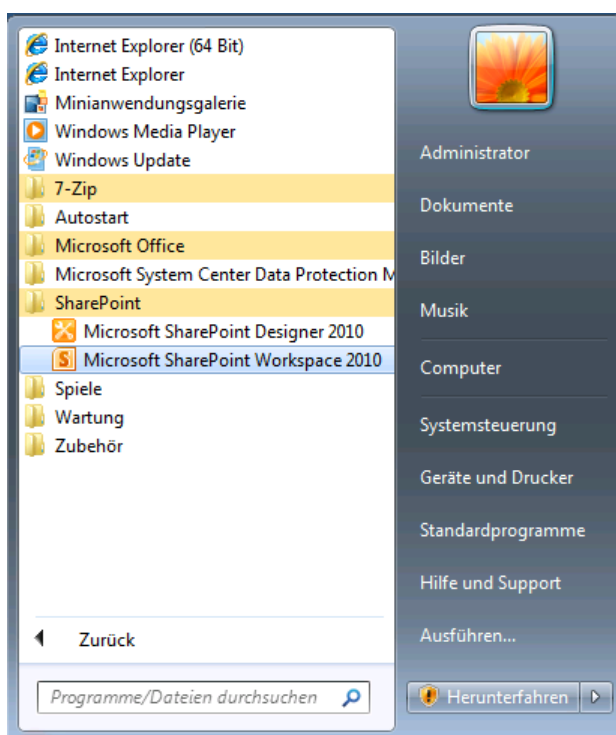 Internet Explorer (64 Bit)
Internet Explorer
Minianwendungsgalerie
Windows Media Player
Windows Update
7-Zip
Autostart
Microsoft Office
Microsoft System Center Data Protection M
SharePoint
Microsoft SharePoint Designer 2010
Microsoft SharePoint Workspace 2010
Spiele
Wartung
Zubehör
Zurück
Programme/Dateien durchsuchen
Administrator
Dokumente
Bilder
Musik
Computer
Systemsteuerung
Geräte und Drucker
Standardprogramme
Hilfe und Support
Ausführen...
Herunterfahren